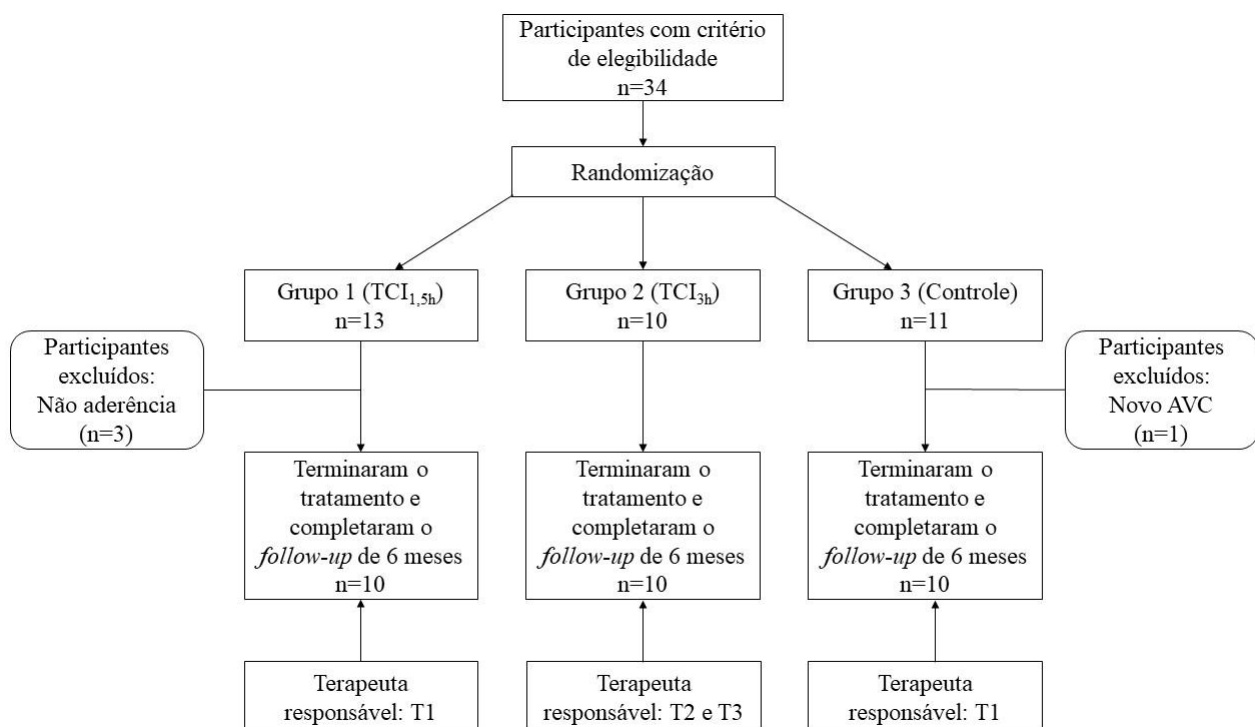 Participantes com critério
de elegibilidade
n=34
Randomização
Grupo 1 (TCI1,5h)
n=13
Grupo 2 (TCI3h)
n=10
Grupo 3 (Controle)
n=11
Participantes
excluídos:
Não aderência
(n=3)
Participantes
excluídos:
Novo AVC
(n=1)
Terminaram o
tratamento e
completaram o
follow-up de 6 meses
n=10
Terminaram o
tratamento e
completaram o
follow-up de 6 meses
n=10
Terminaram o
tratamento e
completaram o
follow-up de 6 meses
n=10
Terapeuta
responsável: T1
Terapeuta
responsável: T2 e T3
Terapeuta
responsável: T1